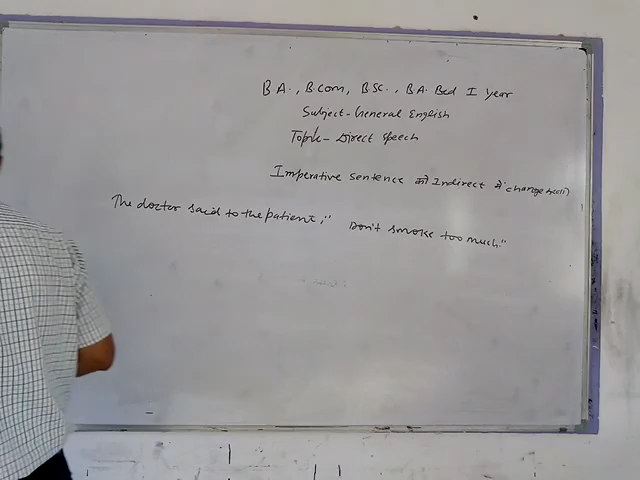 B A., B Com, BSC., B A. Bed I year
Subject - General English
Topic - Direct speech
Imperative sentence को Indirect में change करना
The doctor said to the patient," Don't smoke too much."